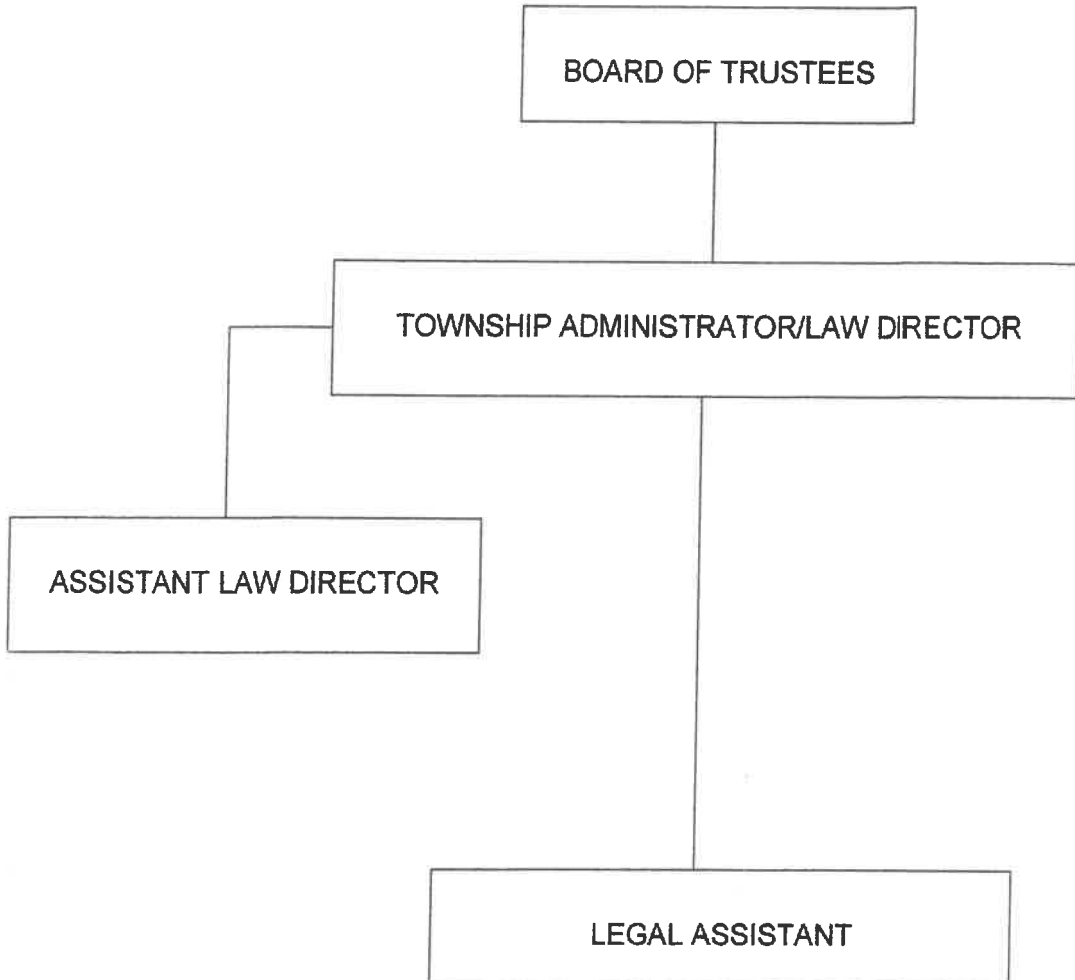 BOARD OF TRUSTEES
TOWNSHIP ADMINISTRATOR/LAW DIRECTOR
ASSISTANT LAW DIRECTOR
LEGAL ASSISTANT